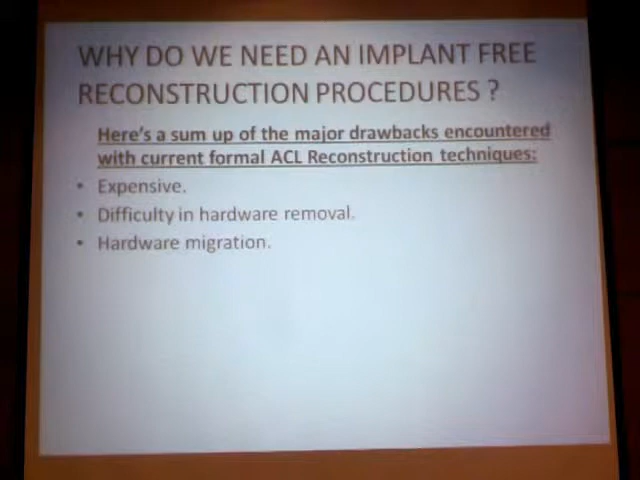 WHY DO WE NEED AN IMPLANT FREE
RECONSTRUCTION PROCEDURES ?
Here's a sum up of the major drawbacks encountered
with current formal ACL Reconstruction techniques:
• Expensive.
• Difficulty in hardware removal.
• Hardware migration.